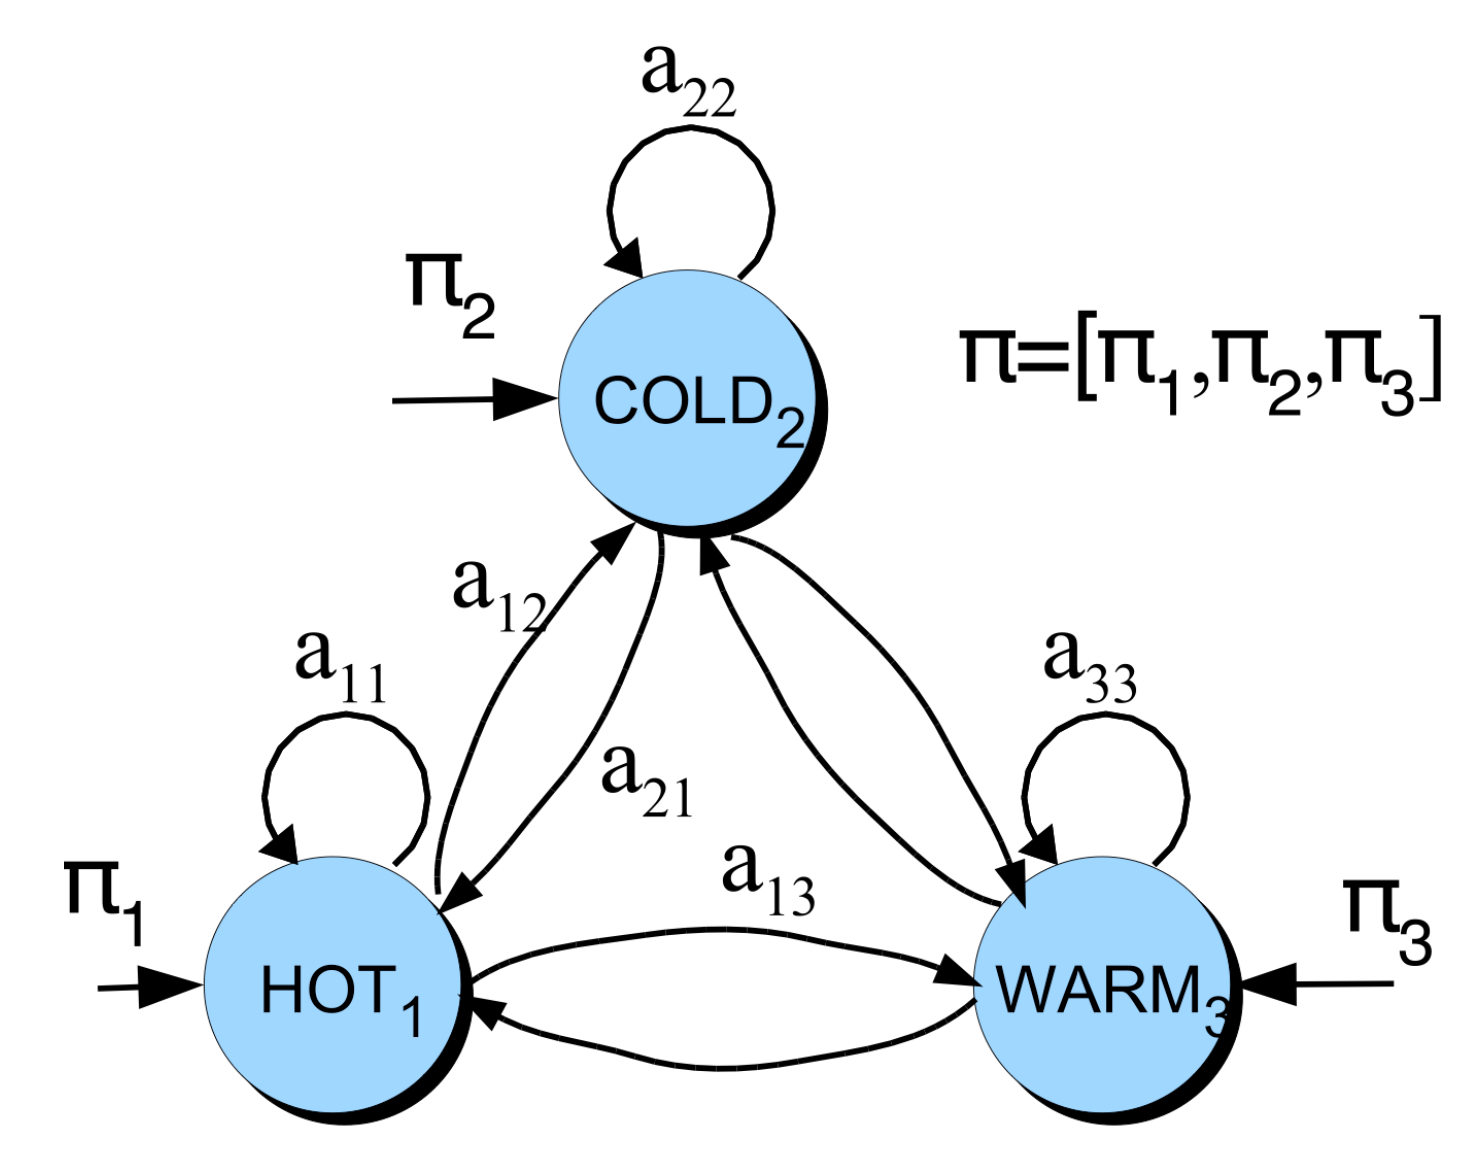 a₂₂
π₂
COLD₂
π=[π₁,π₂,π₃]
a₁₂
a₁₁
a₃₃
a₂₁
a₁₃
π₁
π₃
HOT₁
WARM₃